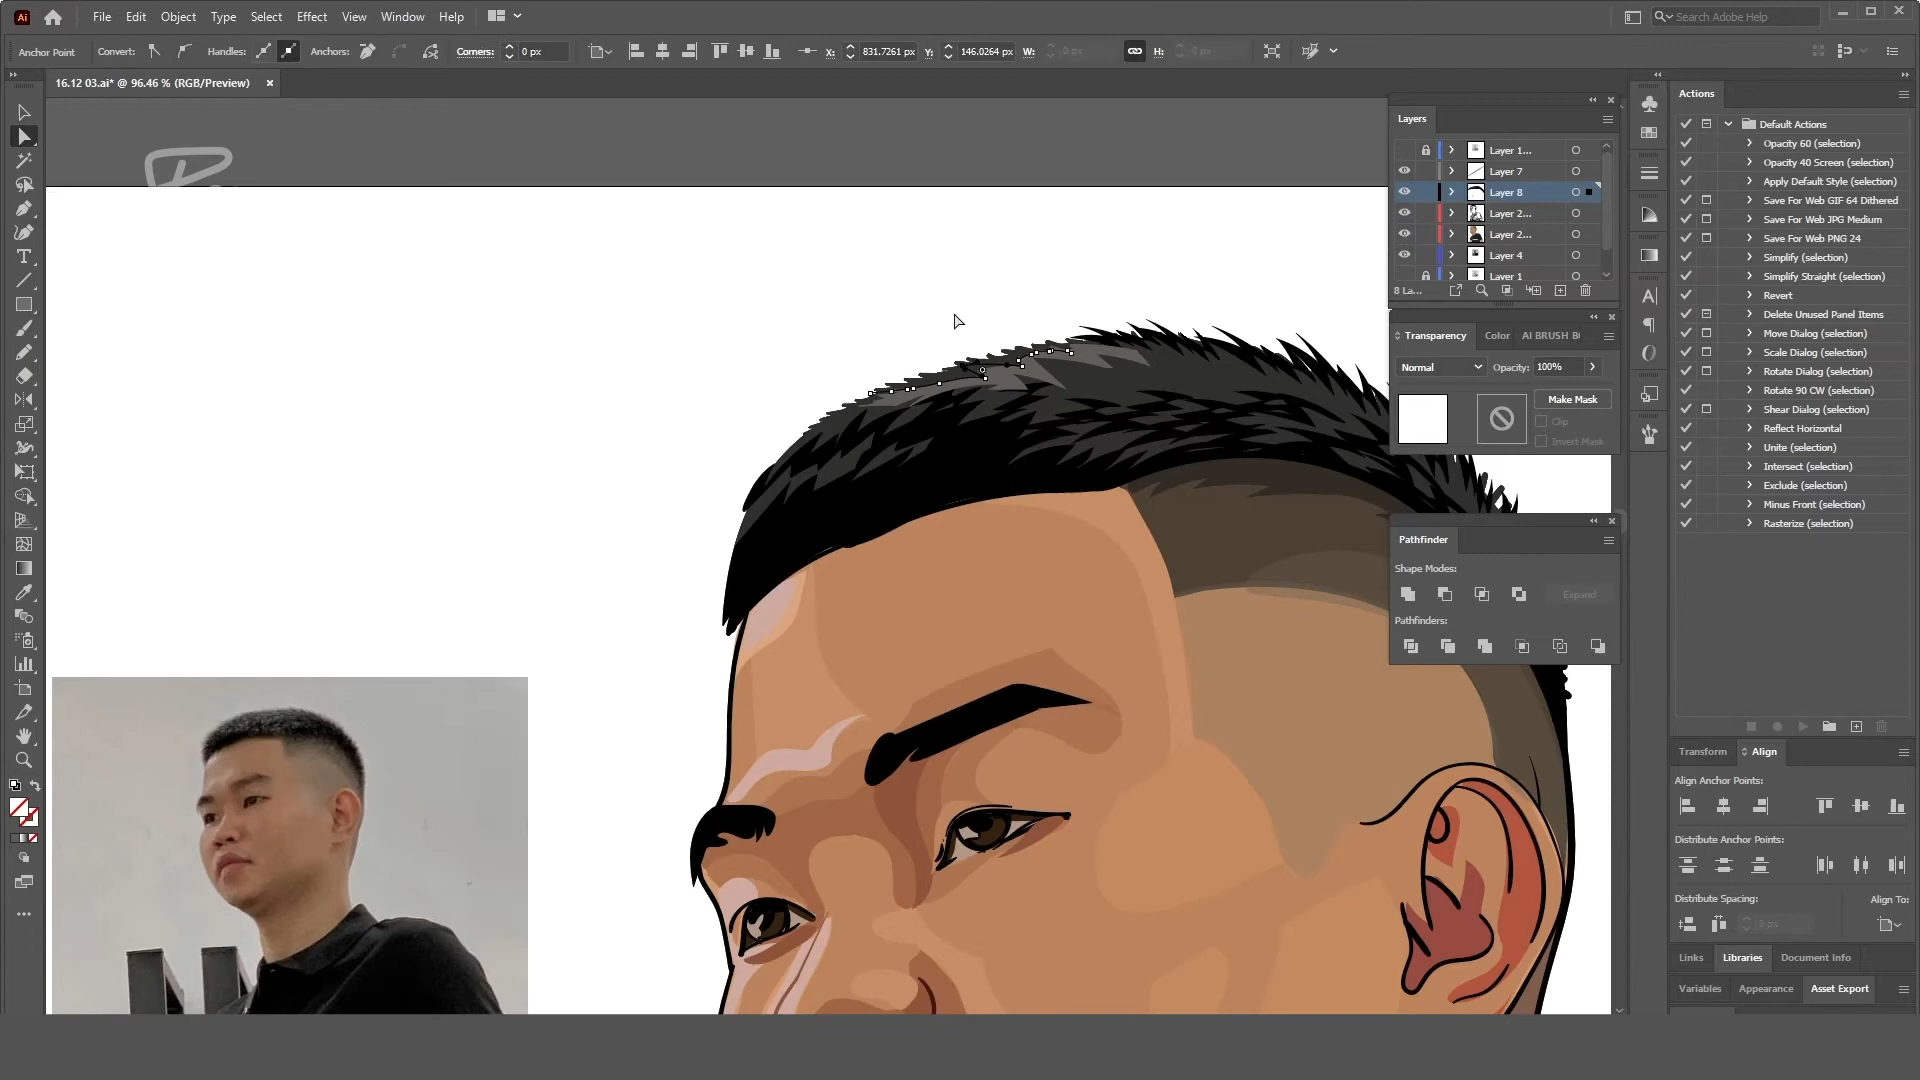 File Edit Object Type Select Effect View Window Help
Search Adobe Help
Anchor Point Convert: Handles: Anchors: Corners: 0 px X: 831.7261 px Y: 146.0264 px W: 0 px H: 0 px
16.12 03.ai* @ 96.46 % (RGB/Preview)
Layers
Layer 1...
Layer 7
Layer 8
Layer 2...
Layer 2...
Layer 4
Layer 1
8 La...
Transparency Color AI BRUSH B
Normal Opacity: 100%
Make Mask
Clip
Invert Mask
Pathfinder
Shape Modes:
Expand
Pathfinders:
Actions
Default Actions
Opacity 60 (selection)
Opacity 40 Screen (selection)
Apply Default Style (selection)
Save For Web GIF 64 Dithered
Save For Web JPG Medium
Save For Web PNG 24
Simplify (selection)
Simplify Straight (selection)
Revert
Delete Unused Panel Items
Move Dialog (selection)
Scale Dialog (selection)
Rotate Dialog (selection)
Rotate 90 CW (selection)
Shear Dialog (selection)
Reflect Horizontal
Unite (selection)
Intersect (selection)
Exclude (selection)
Minus Front (selection)
Rasterize (selection)
Transform Align
Align Anchor Points:
Distribute Anchor Points:
Distribute Spacing: Align To:
0 px
Links Libraries Document Info
Variables Appearance Asset Export